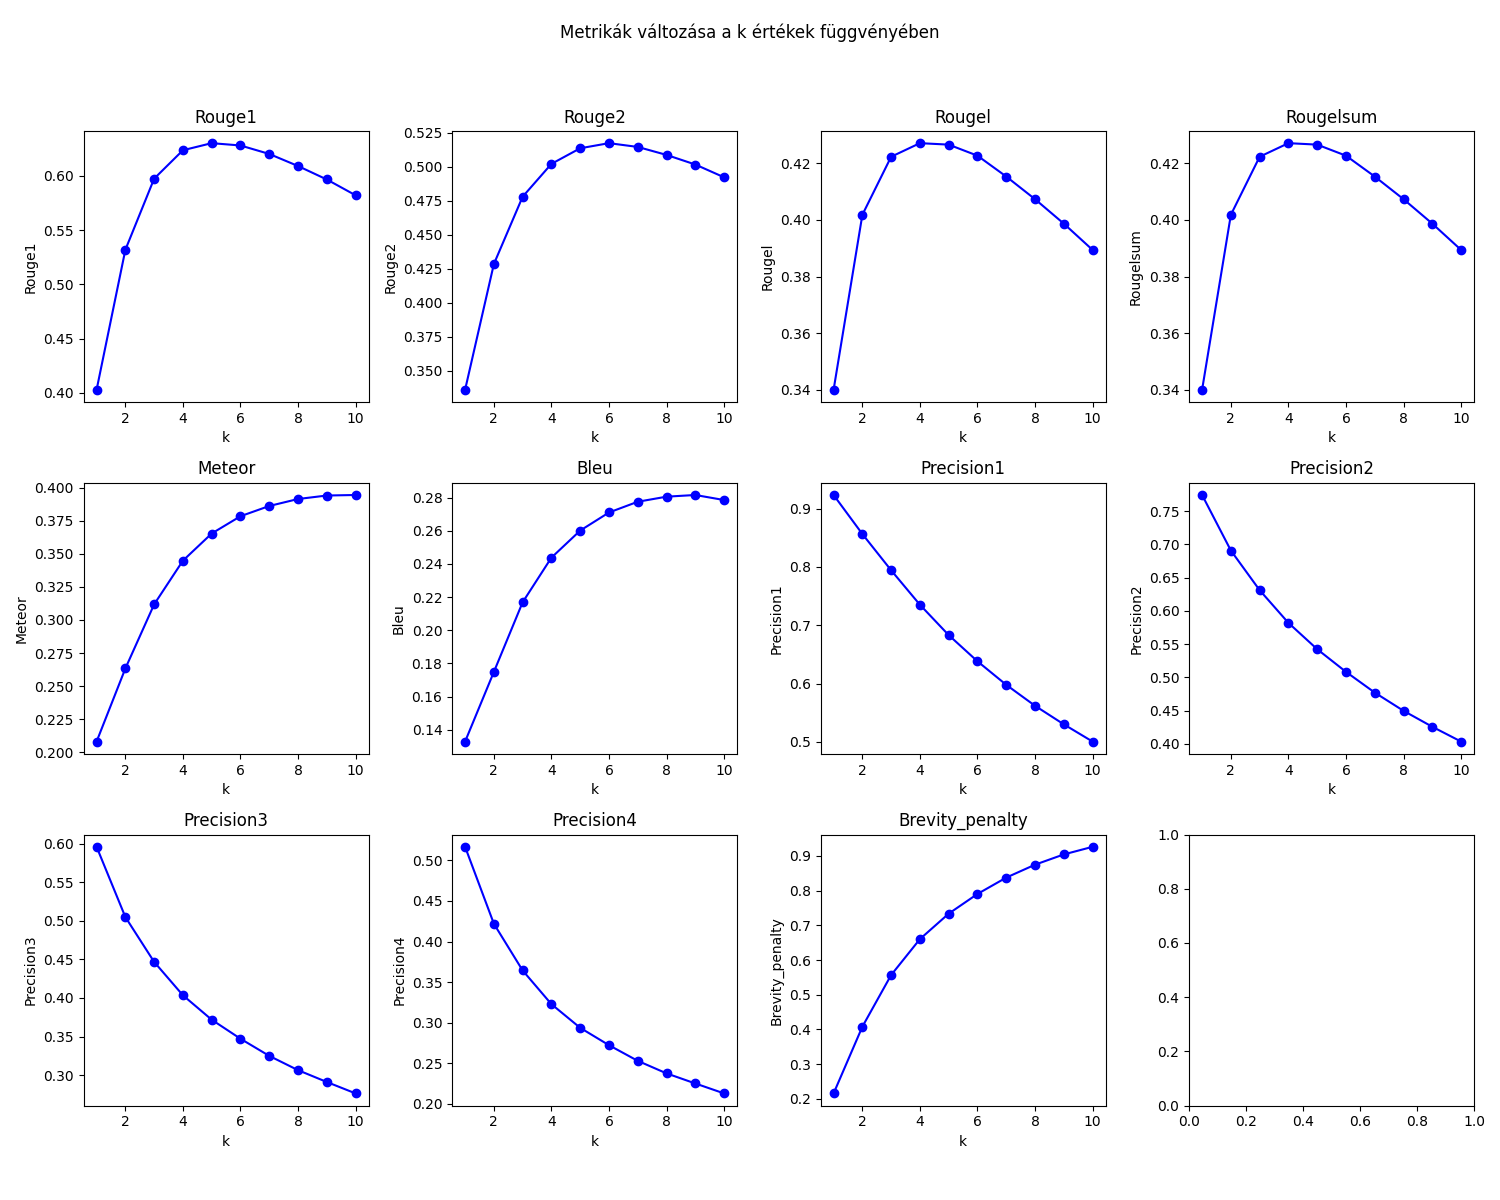 Metrikák változása a k értékek függvényében
Rouge1
Rouge2
Rougel
Rougelsum
Rouge1
0.60
0.55
0.50
0.45
0.40
2 4 6 8 10
k
Rouge2
0.525
0.500
0.475
0.450
0.425
0.400
0.375
0.350
2 4 6 8 10
k
Rougel
0.42
0.40
0.38
0.36
0.34
2 4 6 8 10
k
Rougelsum
0.42
0.40
0.38
0.36
0.34
2 4 6 8 10
k
Meteor
Bleu
Precision1
Precision2
Meteor
0.400
0.375
0.350
0.325
0.300
0.275
0.250
0.225
0.200
2 4 6 8 10
k
Bleu
0.28
0.26
0.24
0.22
0.20
0.18
0.16
0.14
2 4 6 8 10
k
Precision1
0.9
0.8
0.7
0.6
0.5
2 4 6 8 10
k
Precision2
0.75
0.70
0.65
0.60
0.55
0.50
0.45
0.40
2 4 6 8 10
k
Precision3
Precision4
Brevity_penalty
Precision3
0.60
0.55
0.50
0.45
0.40
0.35
0.30
2 4 6 8 10
k
Precision4
0.50
0.45
0.40
0.35
0.30
0.25
0.20
2 4 6 8 10
k
Brevity_penalty
0.9
0.8
0.7
0.6
0.5
0.4
0.3
0.2
2 4 6 8 10
k
1.0
0.8
0.6
0.4
0.2
0.0
0.0 0.2 0.4 0.6 0.8 1.0